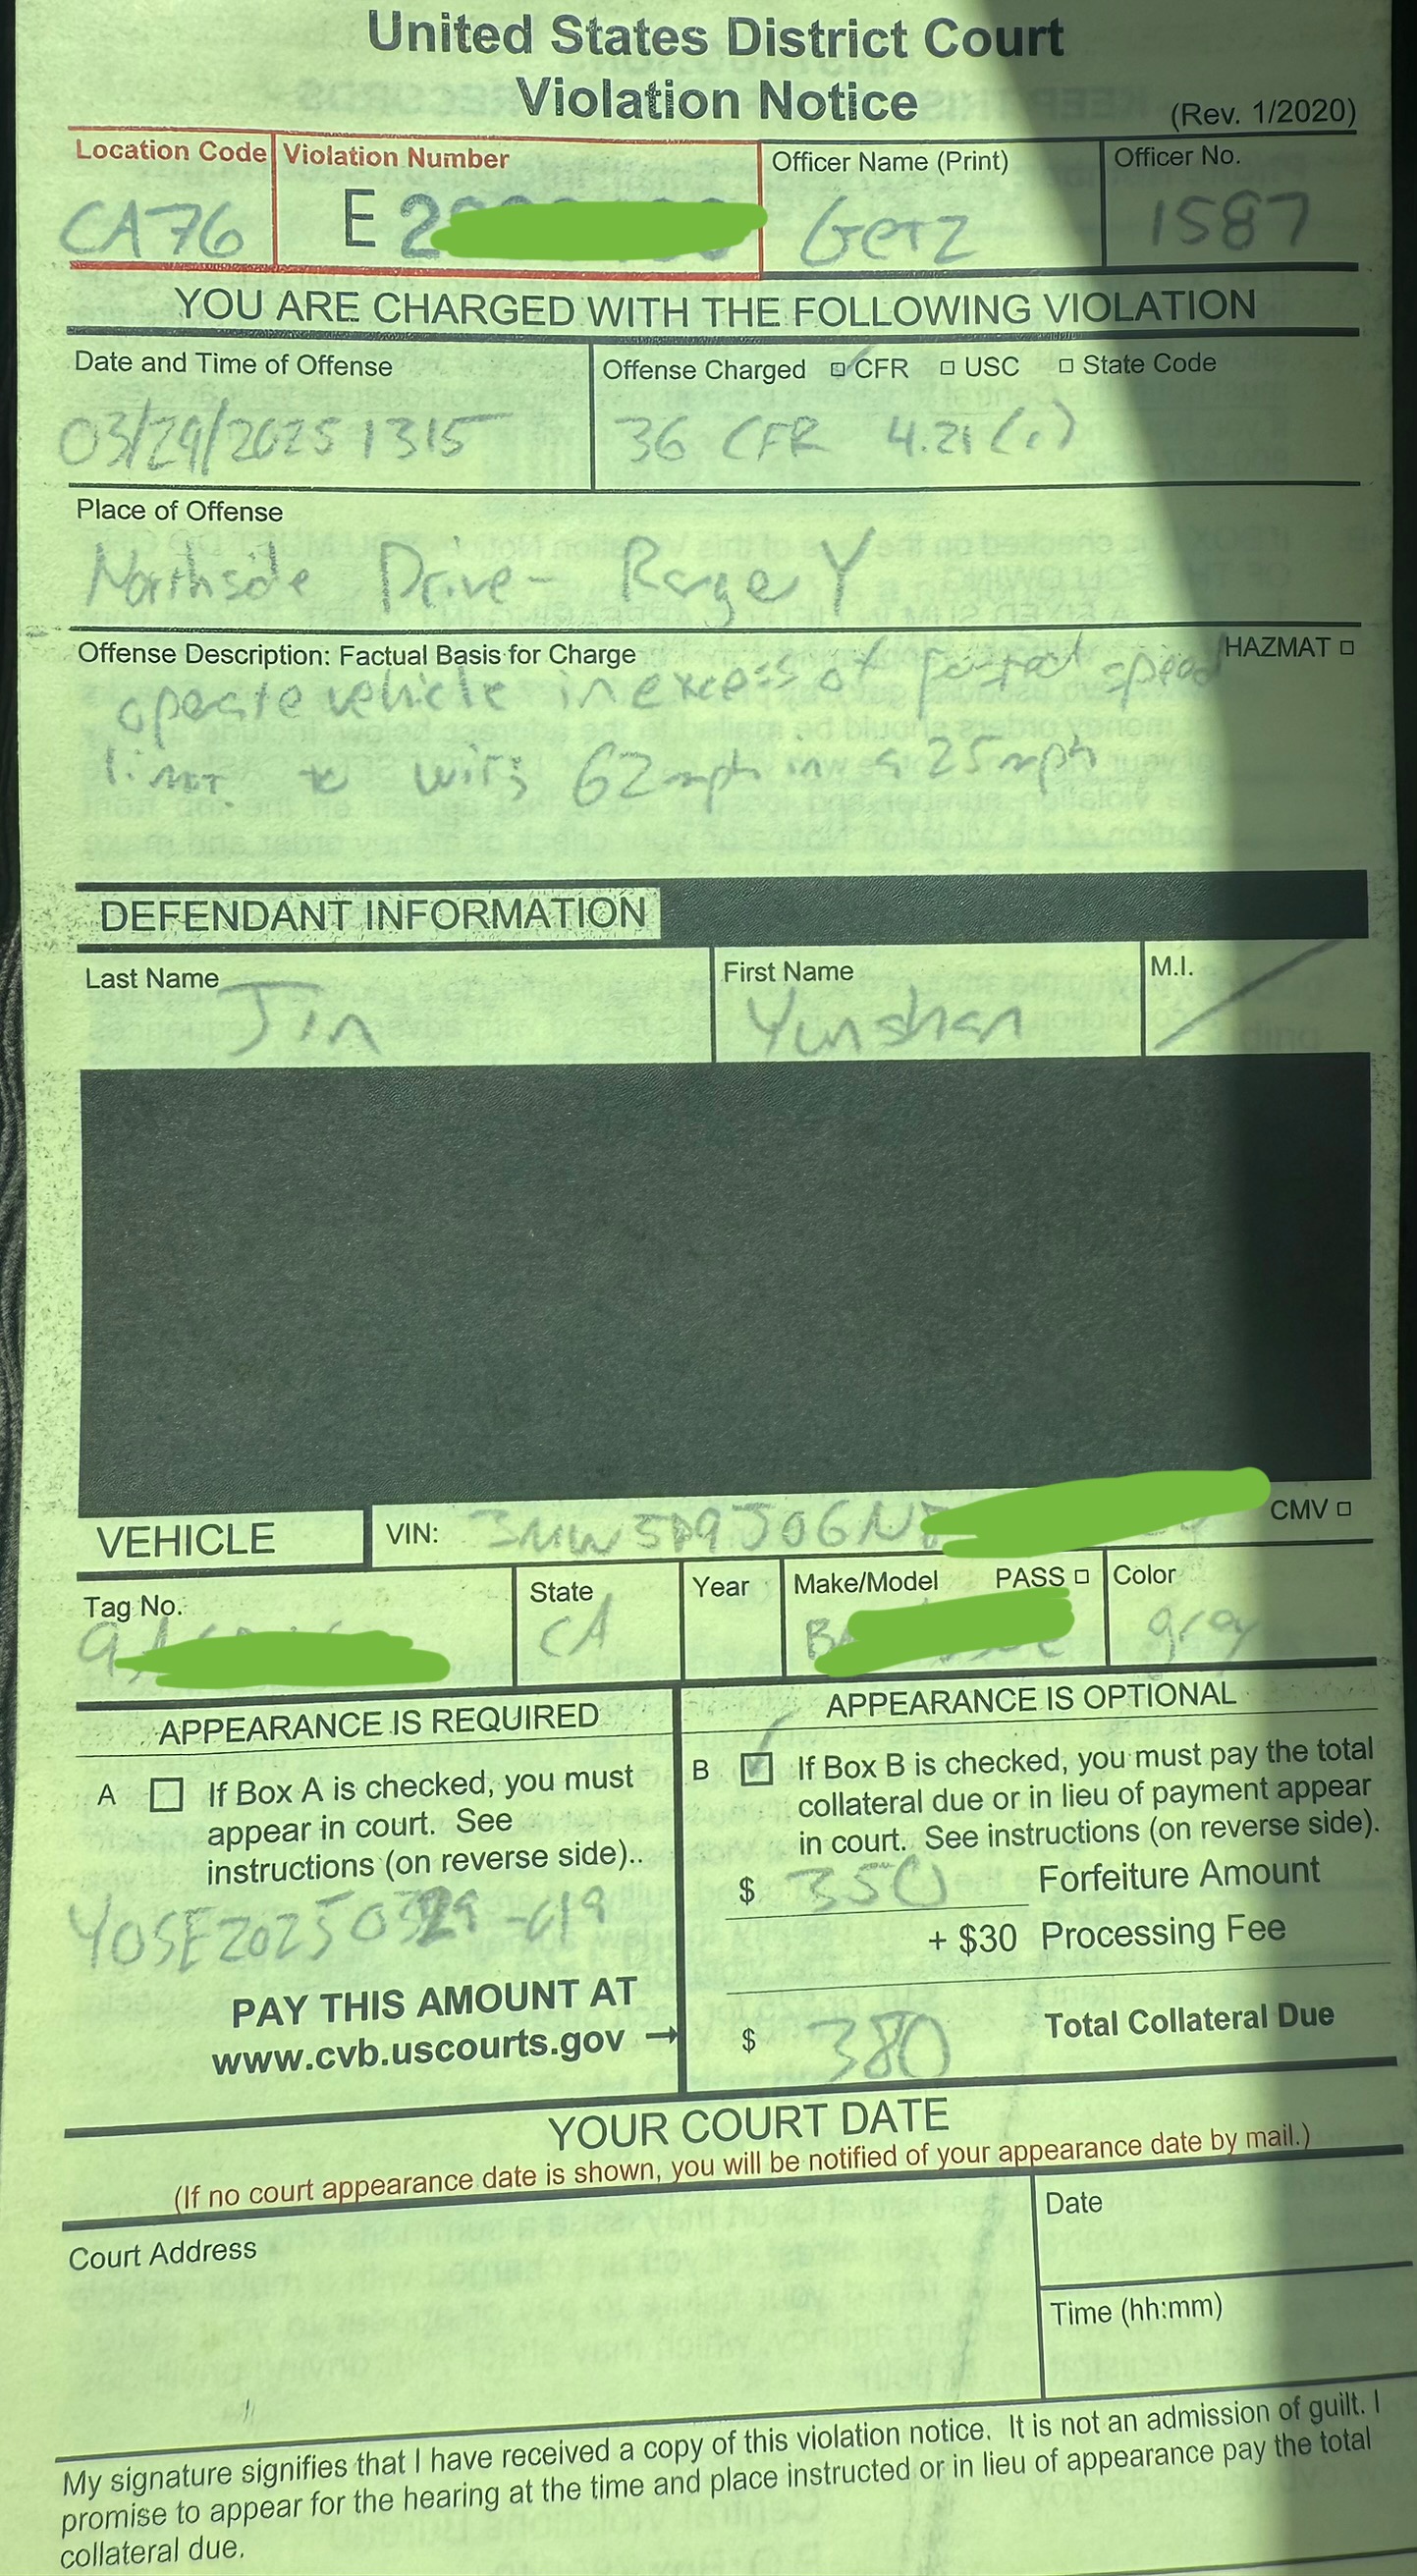 United States District Court
Violation Notice
(Rev. 1/2020)
Location Code Violation Number Officer Name (Print) Officer No.
CA76 E 2 Getz 1587
YOU ARE CHARGED WITH THE FOLLOWING VIOLATION
Date and Time of Offense Offense Charged CFR USC State Code
03/29/2025 1315 36 CFR 4.21(c)
Place of Offense
Northside Drive -
Offense Description: Factual Basis for Charge HAZMAT
operate vehicle in excess of posted speed
limit 62mph in a 25mph
DEFENDANT INFORMATION
Last Name First Name M.I.
Jin Yunshan
VEHICLE VIN: 3MW5 9J06N CMV
Tag No. State Year Make/Model PASS Color
9 CA B gray
APPEARANCE IS REQUIRED
A If Box A is checked, you must
appear in court. See
instructions (on reverse side)..
YOSE20250329-019
PAY THIS AMOUNT AT
www.cvb.uscourts.gov →
APPEARANCE IS OPTIONAL
B If Box B is checked, you must pay the total
collateral due or in lieu of payment appear
in court. See instructions (on reverse side).
$ 350 Forfeiture Amount
+ $30 Processing Fee
$ 380 Total Collateral Due
YOUR COURT DATE
(If no court appearance date is shown, you will be notified of your appearance date by mail.)
Court Address Date
Time (hh:mm)
My signature signifies that I have received a copy of this violation notice. It is not an admission of guilt. I
promise to appear for the hearing at the time and place instructed or in lieu of appearance pay the total
collateral due.